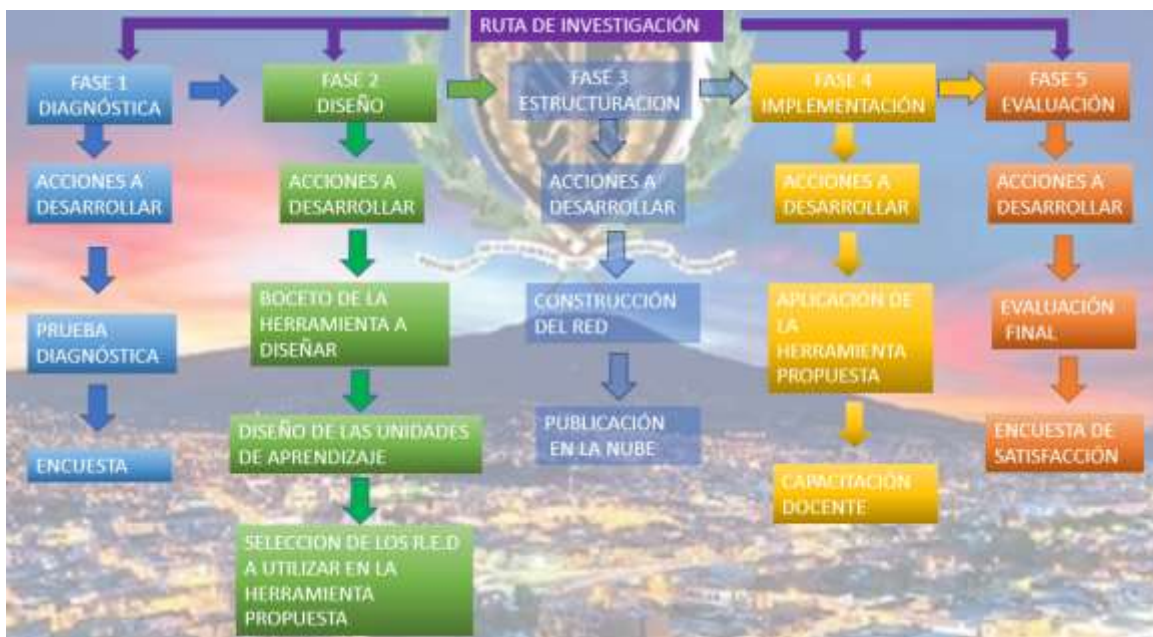 RUTA DE INVESTIGACIÓN
FASE 1
DIAGNÓSTICA
FASE 2
DISEÑO
FASE 3
ESTRUCTURACION
FASE 4
IMPLEMENTACIÓN
FASE 5
EVALUACIÓN
ACCIONES A
DESARROLLAR
ACCIONES A
DESARROLLAR
ACCIONES A
DESARROLLAR
ACCIONES A
DESARROLLAR
ACCIONES A
DESARROLLAR
PRUEBA
DIAGNÓSTICA
BOCETO DE LA
HERRAMIENTA A
DISEÑAR
CONSTRUCCIÓN
DEL RED
APLICACIÓN DE
LA
HERRAMIENTA
PROPUESTA
EVALUACIÓN
FINAL
ENCUESTA
DISEÑO DE LAS UNIDADES
DE APRENDIZAJE
PUBLICACIÓN
EN LA NUBE
CAPACITACIÓN
DOCENTE
ENCUESTA DE
SATISFACCIÓN
SELECCION DE LOS R.E.D
A UTILIZAR EN LA
HERRAMIENTA
PROPUESTA